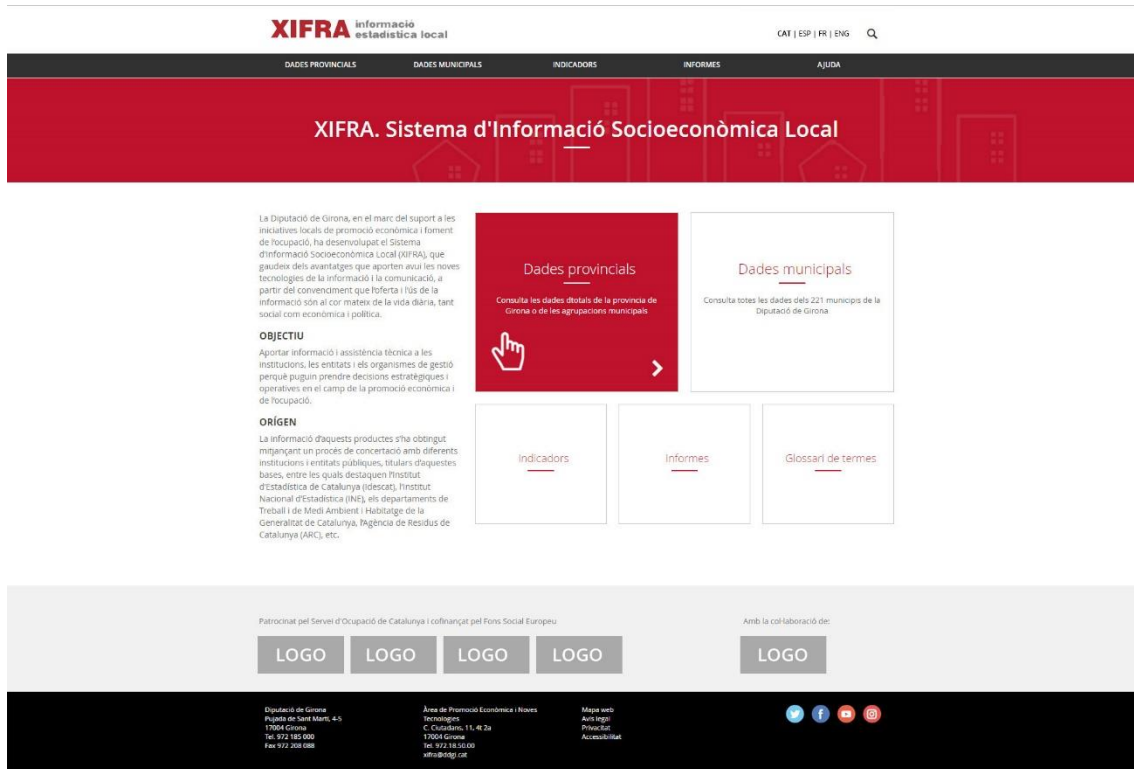 XIFRA informació
estadística local
CAT | ESP | FR | ENG
DADES PROVINCIALS DADES MUNICIPALS INDICADORS INFORMES AJUDA
XIFRA. Sistema d'Informació Socioeconòmica Local
La Diputació de Girona, en el marc del suport a les
iniciatives locals de promoció econòmica i foment
de l'ocupació, ha desenvolupat el Sistema
d'Informació Socioeconòmica Local (XIFRA), que
gaudeix dels avantatges que aporten avui les noves
tecnologies de la informació i la comunicació, a
partir del convenciment que l'oferta i l'ús de la
informació són al cor mateix de la vida diària, tant
social com econòmica i política.
OBJECTIU
Aportar informació i assistència tècnica a les
institucions, les entitats i els organismes de gestió
perquè puguin prendre decisions estratègiques i
operatives en el camp de la promoció econòmica i
de l'ocupació.
ORÍGEN
La informació d'aquests productes s'ha obtingut
mitjançant un procés de concertació amb diferents
institucions i entitats públiques, titulars d'aquestes
bases, entre les quals destaquen l'Institut
d'Estadística de Catalunya (Idescat), l'Institut
Nacional d'Estadística (INE), els departaments de
Treball i de Medi Ambient i Habitatge de la
Generalitat de Catalunya, l'Agència de Residus de
Catalunya (ARC), etc.
Dades provincials
Consulta les dades dtotals de la provincia de
Girona o de les agrupacions municipals
Dades municipals
Consulta totes les dades dels 221 municipis de la
Diputació de Girona
Indicadors
Informes
Glossari de termes
Patrocinat pel Servei d'Ocupació de Catalunya i cofinançat pel Fons Social Europeu
LOGO LOGO LOGO LOGO
Amb la col·laboració de:
LOGO
Diputació de Girona
Pujada de Sant Martí, 4-5
17004 Girona
Tel. 972 185 000
Fax 972 208 088
Àrea de Promoció Econòmica i Noves
Tecnologies
C. Ciutadans, 11, 4t 2a
17004 Girona
Tel. 972.18.50.00
xifra@ddgi.cat
Mapa web
Avis legal
Privacitat
Accessibilitat